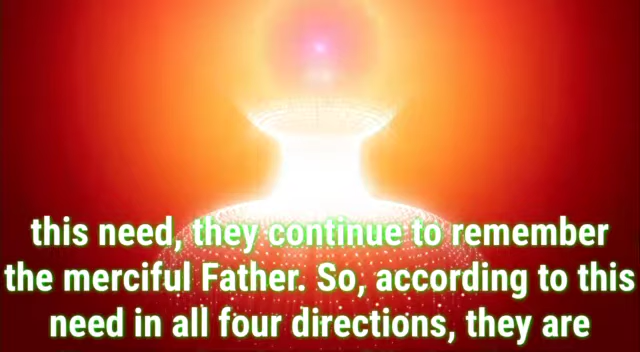 this need, they continue to remember
the merciful Father. So, according to this
need in all four directions, they are